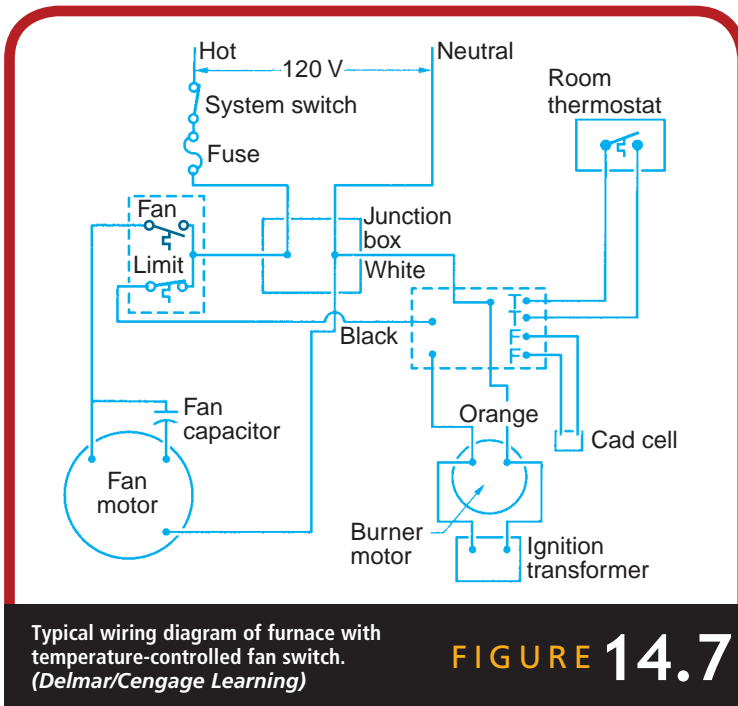 Hot
120 V
Neutral
System switch
Fuse
Room
thermostat
Fan
Limit
Junction
box
White
Black
T
T
F
F
Orange
Cad cell
Fan
capacitor
Fan
motor
Burner
motor
Ignition
transformer
Typical wiring diagram of furnace with
temperature-controlled fan switch.
(Delmar/Cengage Learning)
FIGURE 14.7